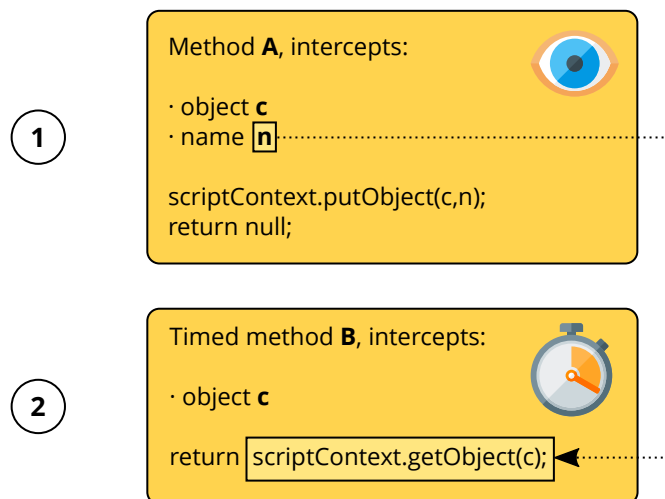 1
Method A, intercepts:
· object c
· name n
scriptContext.putObject(c,n);
return null;
2
Timed method B, intercepts:
· object c
return scriptContext.getObject(c);